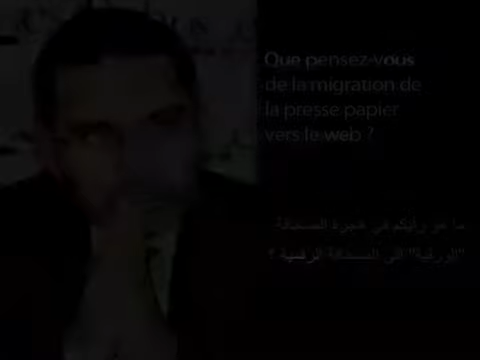 Que pensez-vous
de la migration de
la presse papier
vers le web ?
ما هو رأيكم في هجرة الصحافة
"الورقية" الى الصحافة الرقمية ؟